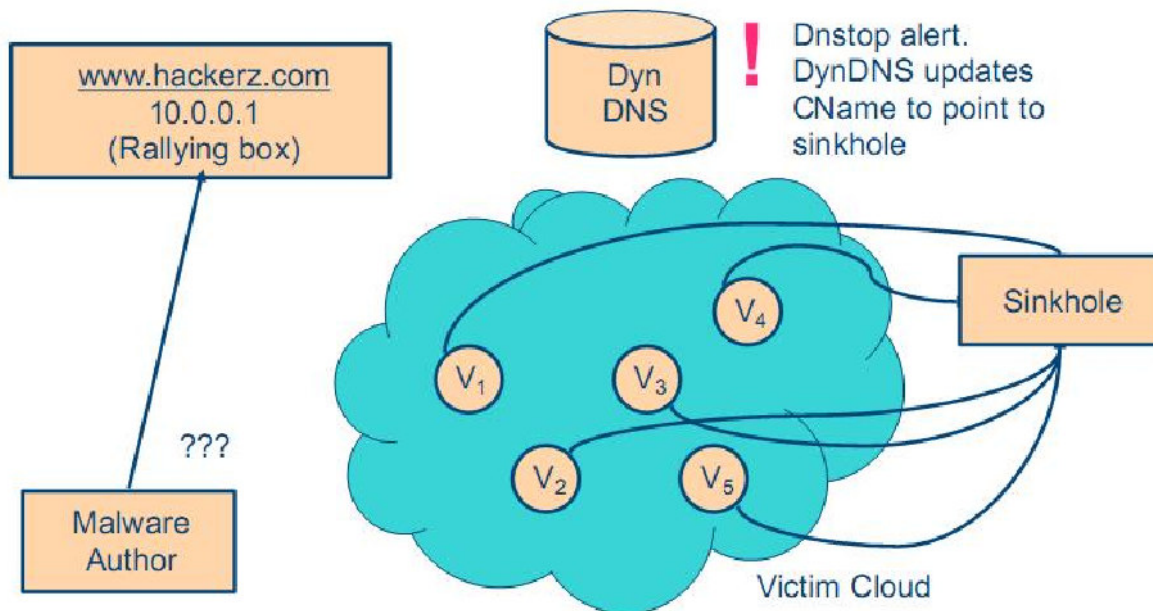 www.hackerz.com
10.0.0.1
(Rallying box)
Dyn
DNS
!
Dnstop alert.
DynDNS updates
CName to point to
sinkhole
V4
Sinkhole
V1
V3
???
V2
V5
Malware
Author
Victim Cloud